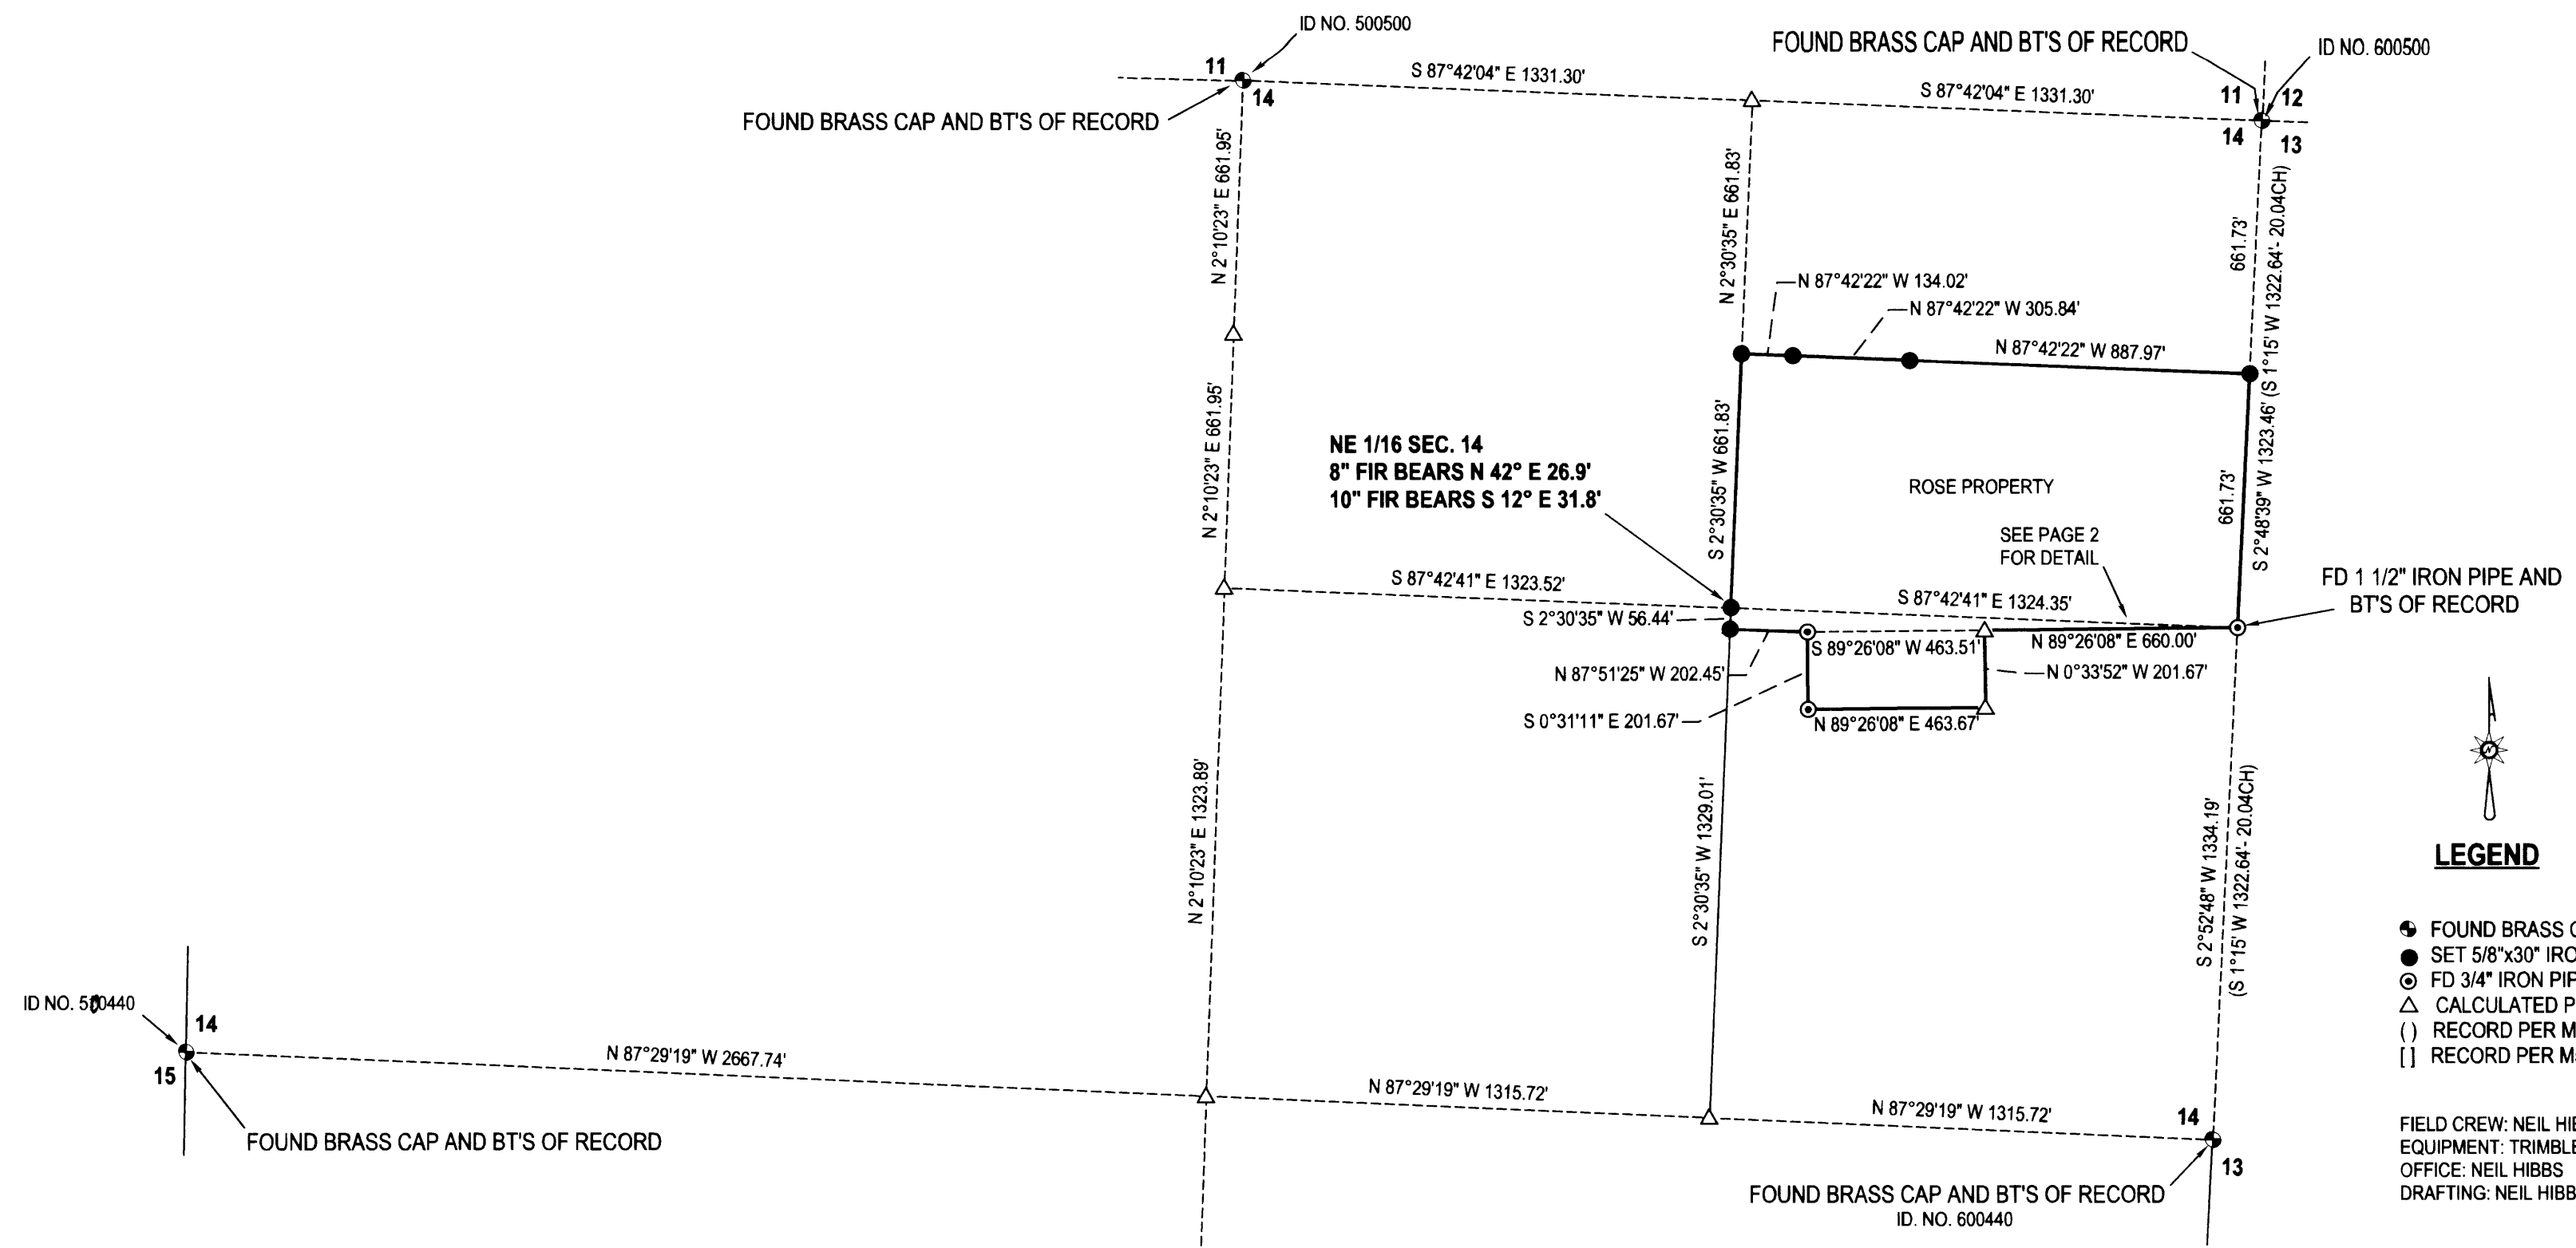 ID NO. 500500
FOUND BRASS CAP AND BT'S OF RECORD
ID NO. 600500
11
14
S 87°42'04" E 1331.30'
S 87°42'04" E 1331.30'
11 12
14 13
FOUND BRASS CAP AND BT'S OF RECORD
N 2°10'23" E 661.95'
N 2°30'35" E 661.83'
661.73'
S 2°48'39" W 1323.46' (S 1°15' W 1322.64'- 20.04CH)
N 87°42'22" W 134.02'
N 87°42'22" W 305.84'
N 87°42'22" W 887.97'
N 2°10'23" E 661.95'
NE 1/16 SEC. 14
8" FIR BEARS N 42° E 26.9'
10" FIR BEARS S 12° E 31.8'
S 2°30'35" W 661.83'
ROSE PROPERTY
661.73'
SEE PAGE 2
FOR DETAIL
FD 1 1/2" IRON PIPE AND
BT'S OF RECORD
S 87°42'41" E 1323.52'
S 87°42'41" E 1324.35'
S 2°30'35" W 56.44'
S 89°26'08" W 463.51'
N 89°26'08" E 660.00'
N 87°51'25" W 202.45'
N 0°33'52" W 201.67'
S 0°31'11" E 201.67'
N 89°26'08" E 463.67'
N 2°10'23" E 1323.89'
S 2°30'35" W 1329.01'
S 2°52'48" W 1334.19'
(S 1°15' W 1322.64'- 20.04CH)
LEGEND
FOUND BRASS
SET 5/8"x30"
FD 3/4" IRON
CALCULATED
( ) RECORD PER
[ ] RECORD PER
ID NO. 500440
14
15
N 87°29'19" W 2667.74'
N 87°29'19" W 1315.72'
N 87°29'19" W 1315.72'
14
13
FOUND BRASS CAP AND BT'S OF RECORD
FOUND BRASS CAP AND BT'S OF RECORD
ID. NO. 600440
FIELD CREW: NEIL
EQUIPMENT:
OFFICE: NEIL HIBBS
DRAFTING: NEIL